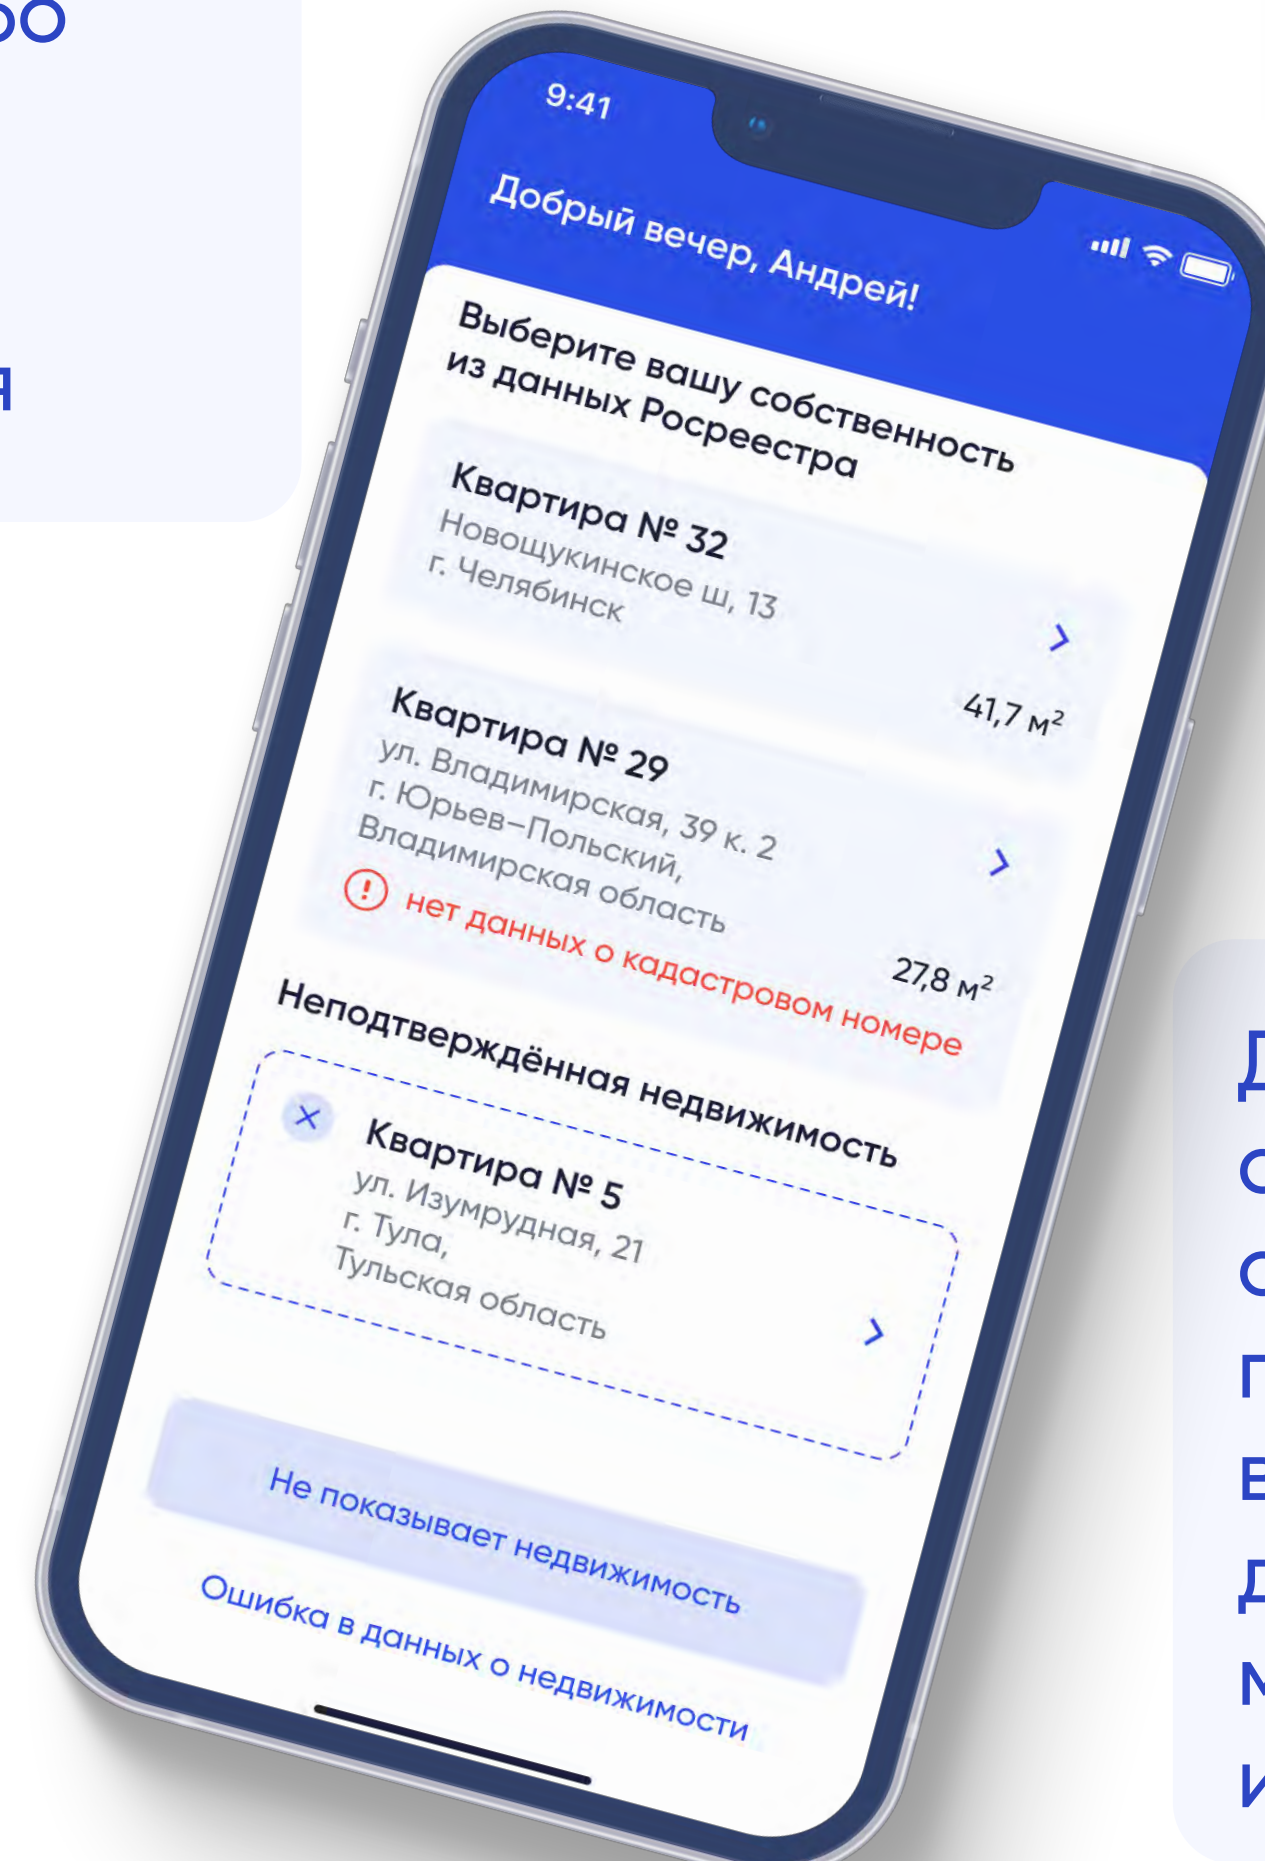 9:41
Добрый вечер, Андрей!
Выберите вашу собственность
из данных Росреестра
Квартира № 32
Новощукинское ш, 13
г. Челябинск
41,7 м²
Квартира № 29
ул. Владимирская, 39 к. 2
г. Юрьев–Польский,
Владимирская область
27,8 м²
нет данных о кадастровом номере
Неподтверждённая недвижимость
Квартира № 5
ул. Изумрудная, 21
г. Тула,
Тульская область
Не показывает недвижимость
Ошибка в данных о недвижимости